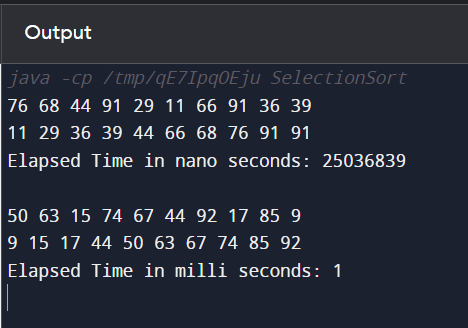 Output
java -cp /tmp/qE7IpqOEju SelectionSort
76 68 44 91 29 11 66 91 36 39
11 29 36 39 44 66 68 76 91 91
Elapsed Time in nano seconds: 25036839
50 63 15 74 67 44 92 17 85 9
9 15 17 44 50 63 67 74 85 92
Elapsed Time in milli seconds: 1